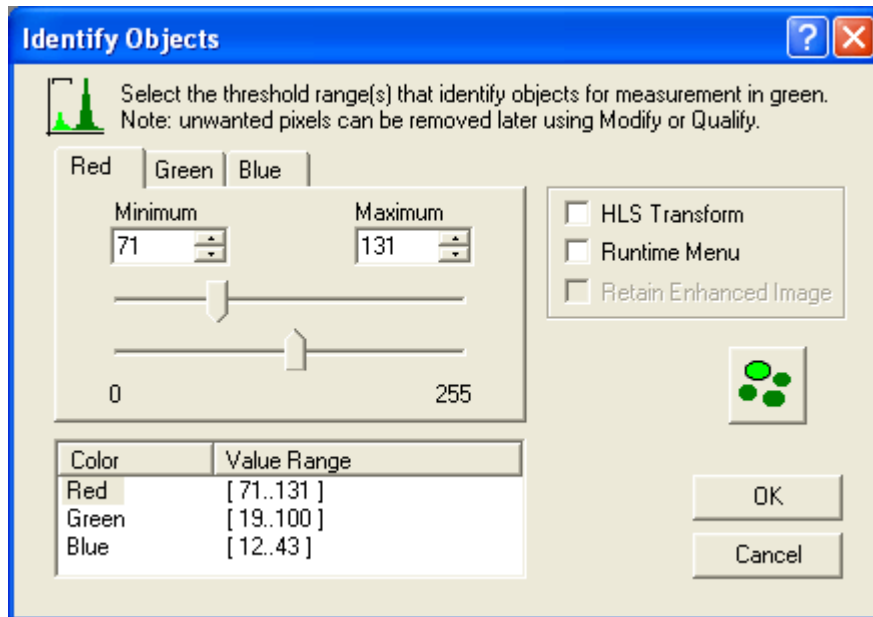 Identify Objects
Select the threshold range(s) that identify objects for measurement in green.
Note: unwanted pixels can be removed later using Modify or Qualify.
Red Green Blue
Minimum Maximum
71 131
0 255
HLS Transform
Runtime Menu
Retain Enhanced Image
Color Value Range
Red [ 71..131 ]
Green [ 19..100 ]
Blue [ 12..43 ]
OK
Cancel